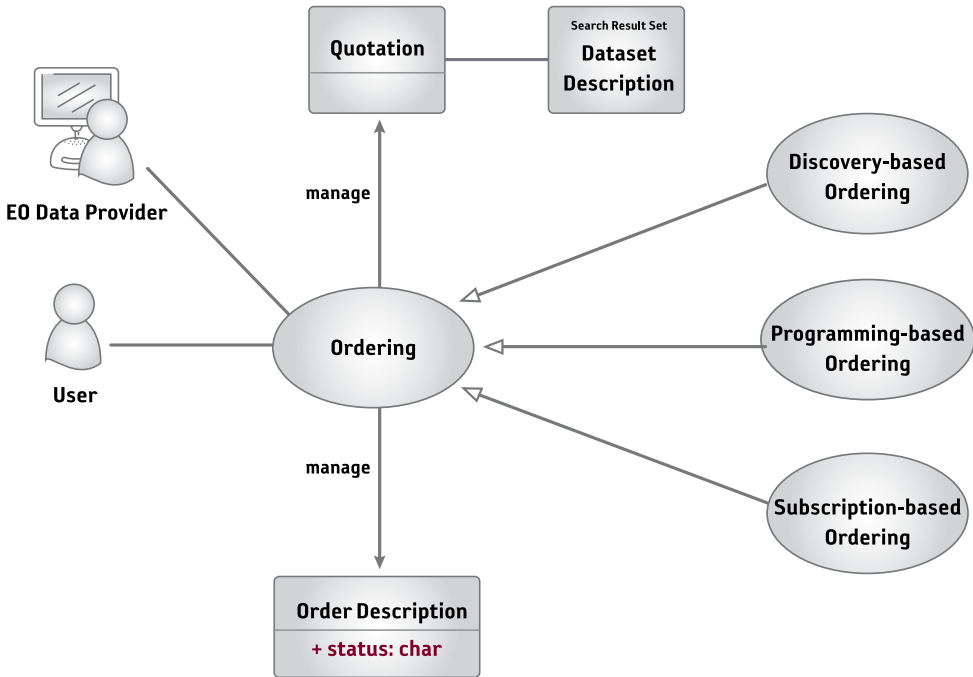 Quotation
Search Result Set
Dataset
Description
EO Data Provider
manage
Discovery-based
Ordering
User
Ordering
Programming-based
Ordering
manage
Subscription-based
Ordering
Order Description
+ status: char